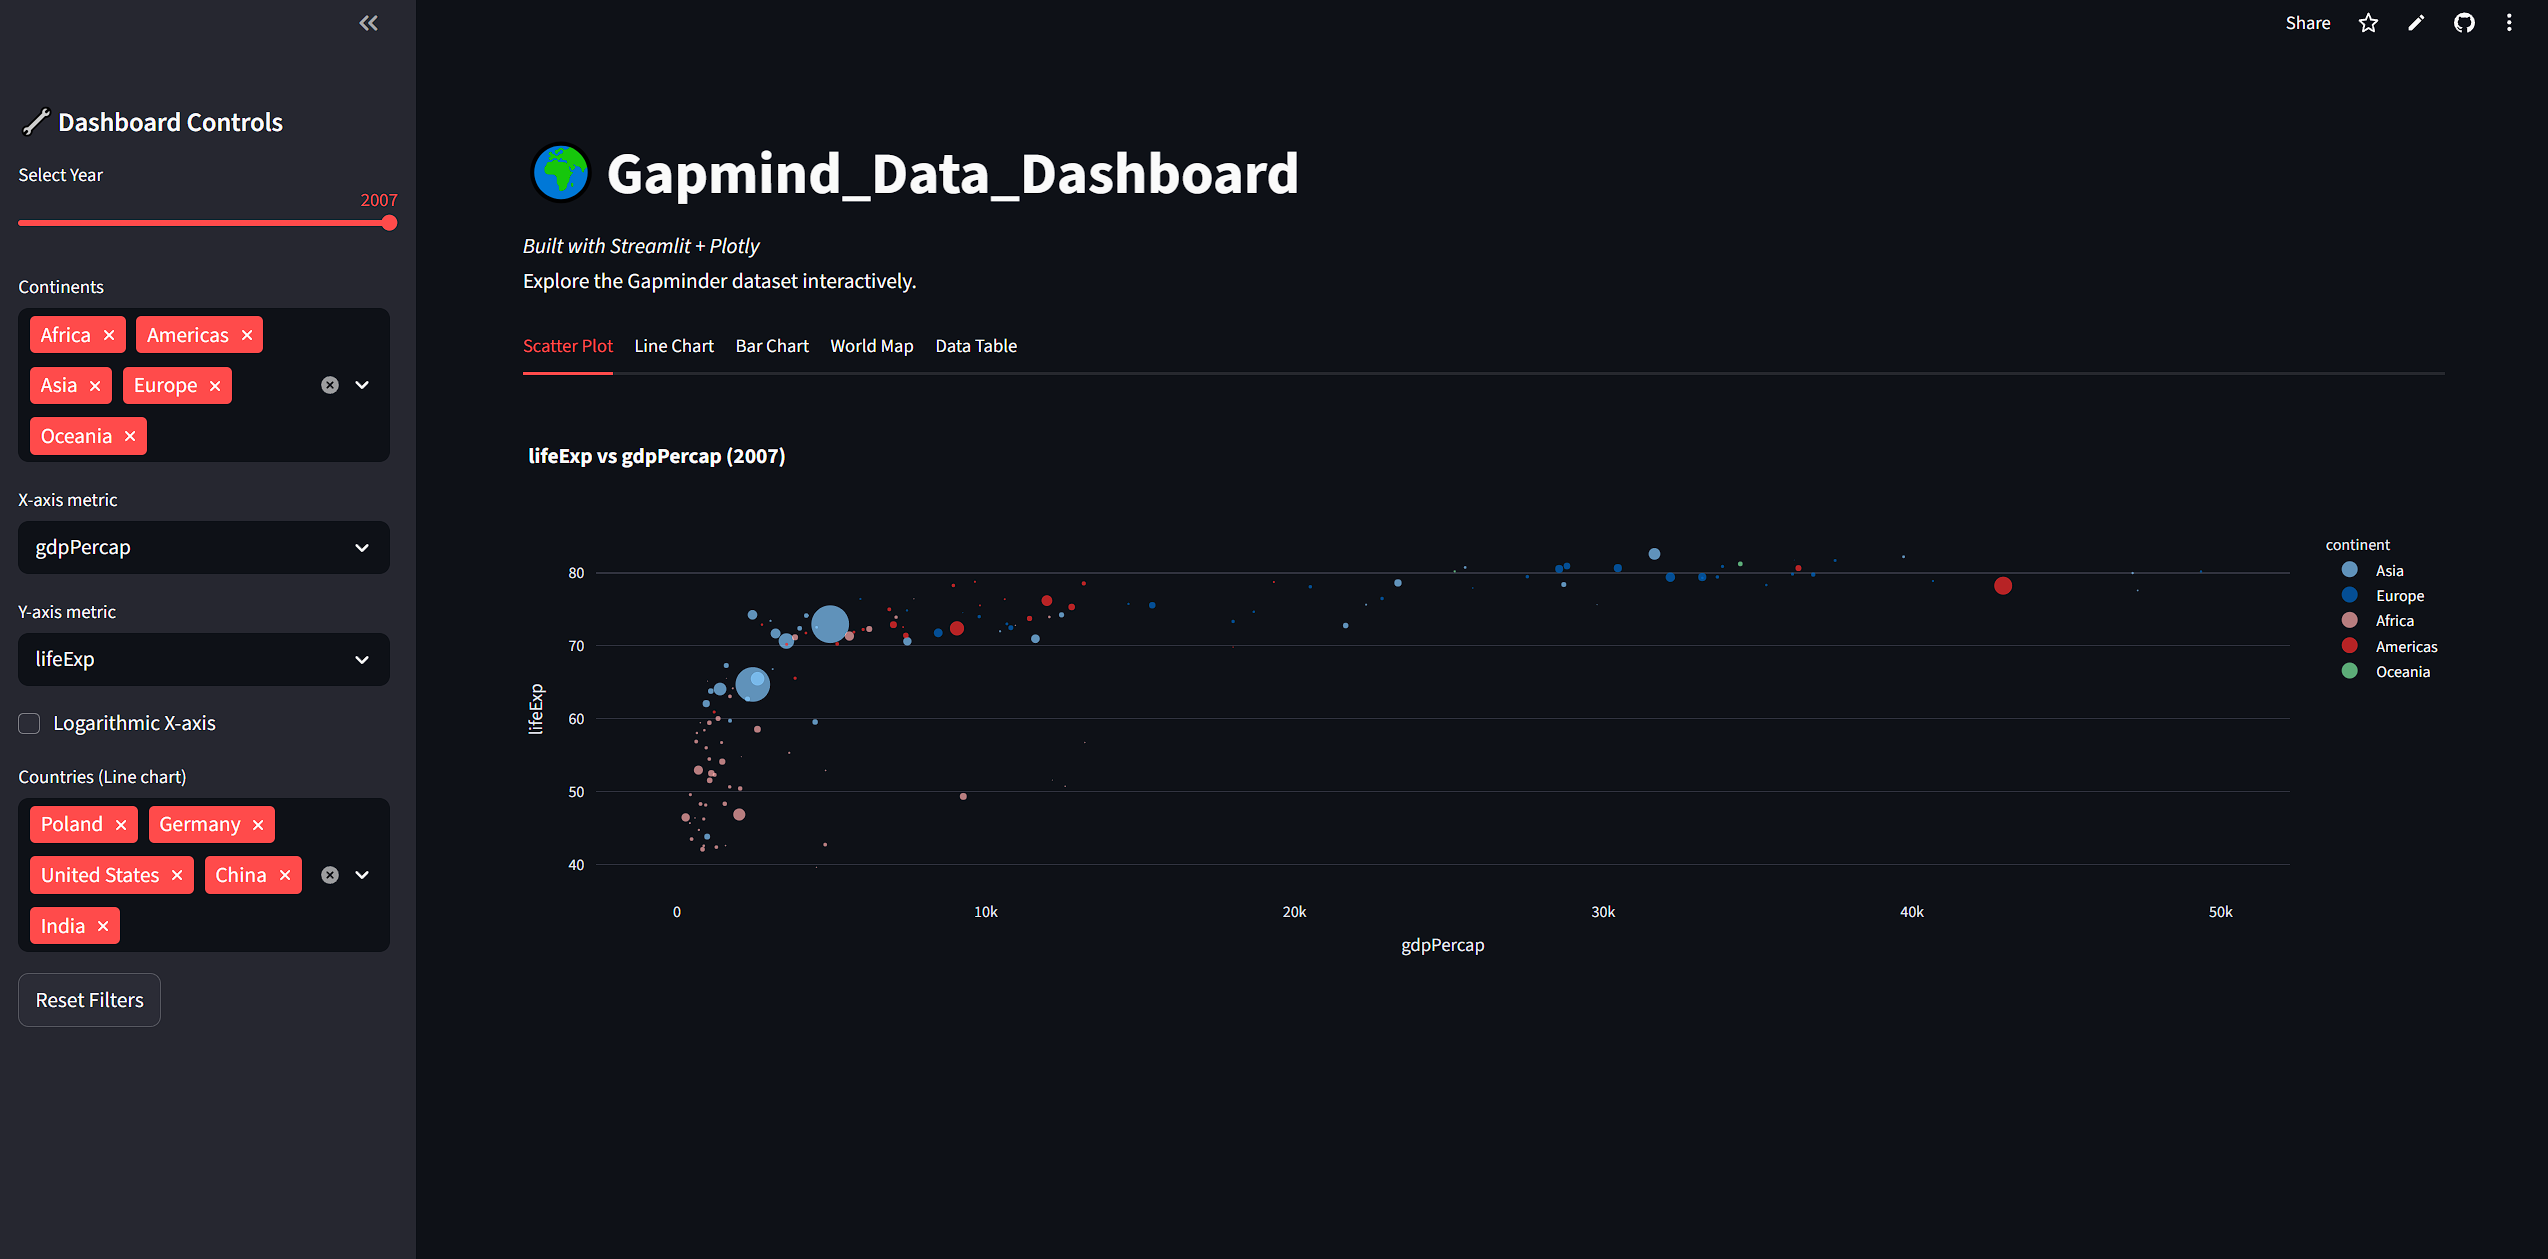 Share
Dashboard Controls
Select Year
2007
Continents
Africa Americas
Asia Europe
Oceania
X-axis metric
gdpPercap
Y-axis metric
lifeExp
Logarithmic X-axis
Countries (Line chart)
Poland Germany
United States China
India
Reset Filters
Gapmind_Data_Dashboard
Built with Streamlit + Plotly
Explore the Gapminder dataset interactively.
Scatter Plot Line Chart Bar Chart World Map Data Table
lifeExp vs gdpPercap (2007)
80
70
60
50
40
lifeExp
0 10k 20k 30k 40k 50k
gdpPercap
continent
Asia
Europe
Africa
Americas
Oceania